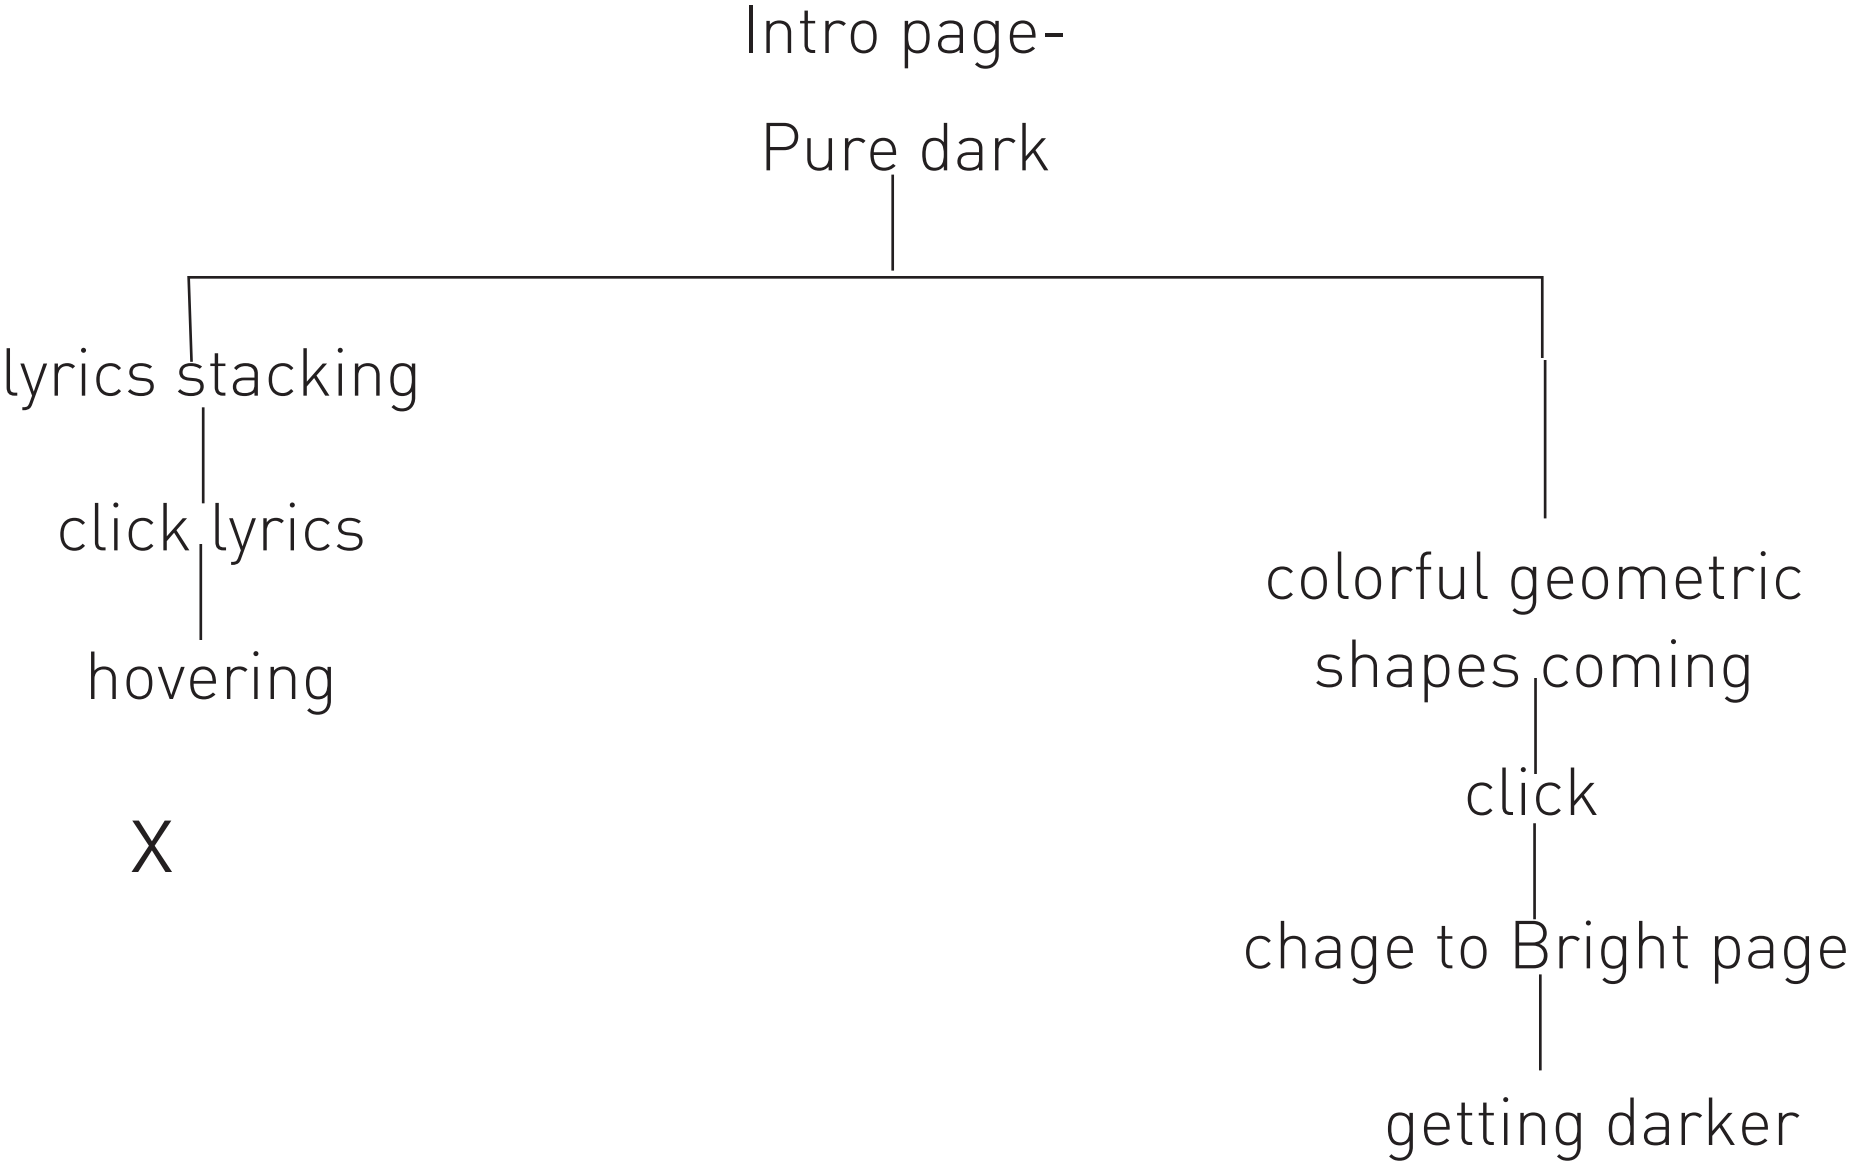 Intro page-
Pure dark
lyrics stacking
click lyrics
hovering
X
colorful geometric
shapes coming
click
chage to Bright page
getting darker